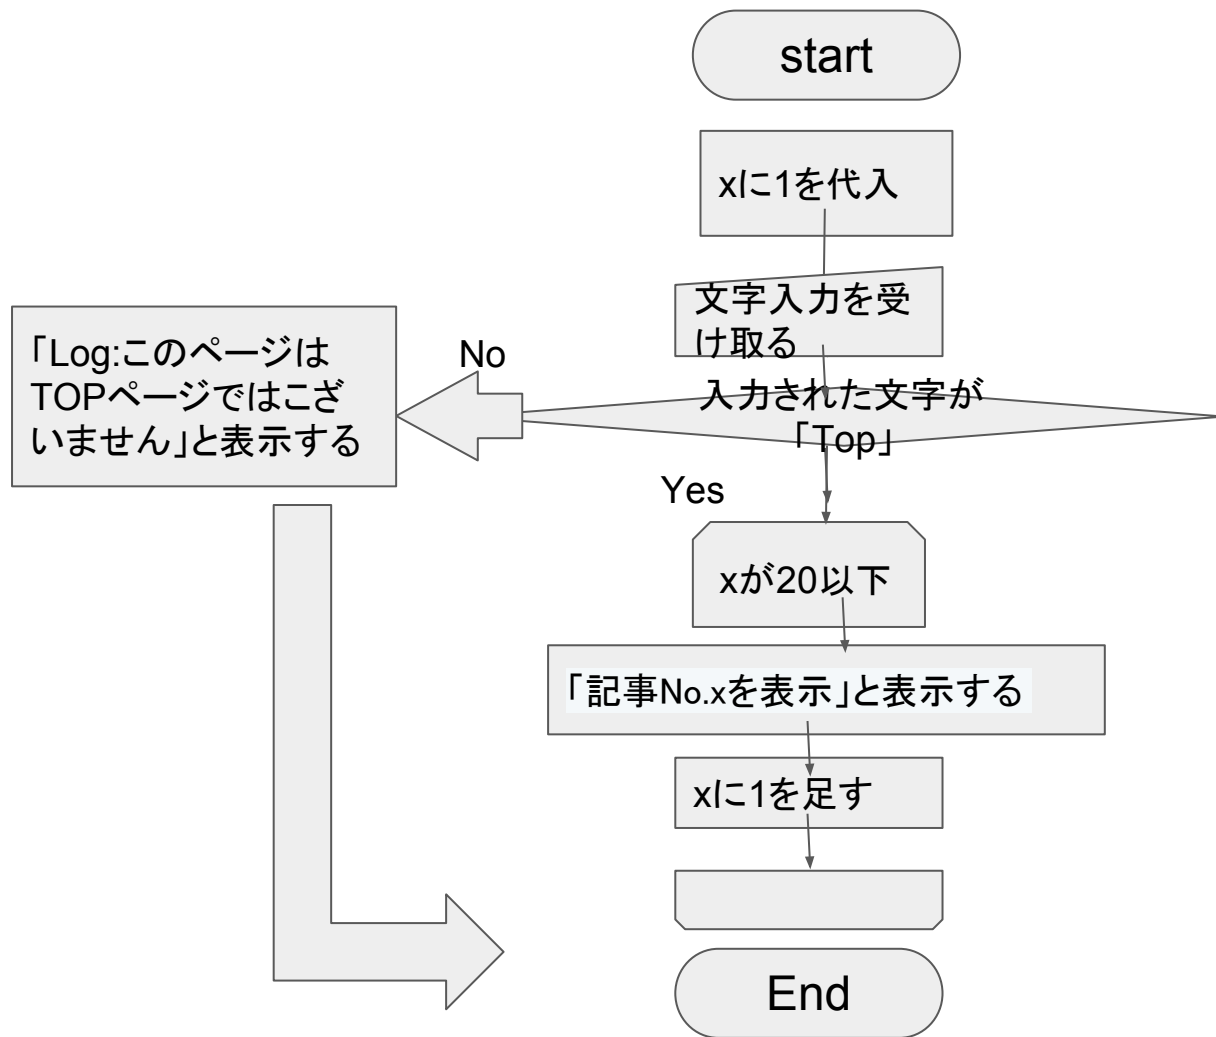 start
xに1を代入
文字入力を受
け取る
「Log:このページは
TOPページではこざ
いません」と表示する
No
入力された文字が
「Top」
Yes
xが20以下
「記事No.xを表示」と表示する
xに1を足す
End